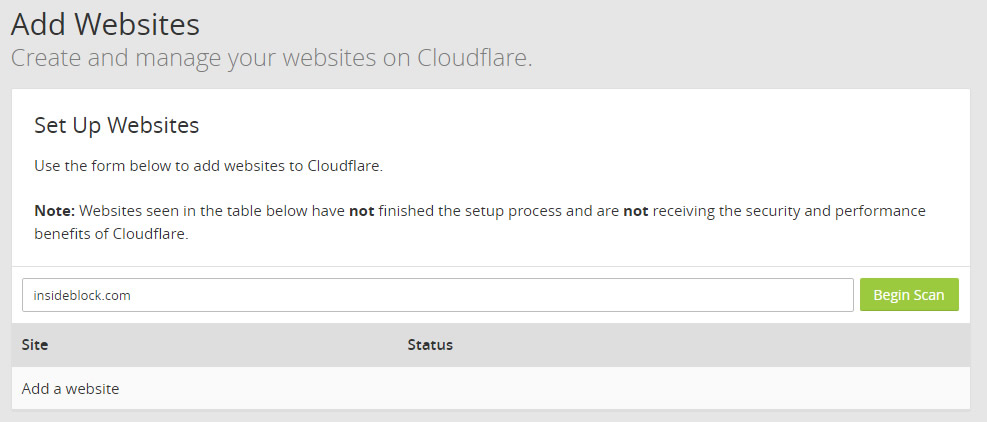 Add Websites
Create and manage your websites on Cloudflare.
Set Up Websites
Use the form below to add websites to Cloudflare.
Note: Websites seen in the table below have not finished the setup process and are not receiving the security and performance
benefits of Cloudflare.
insideblock.com Begin Scan
Site Status
Add a website